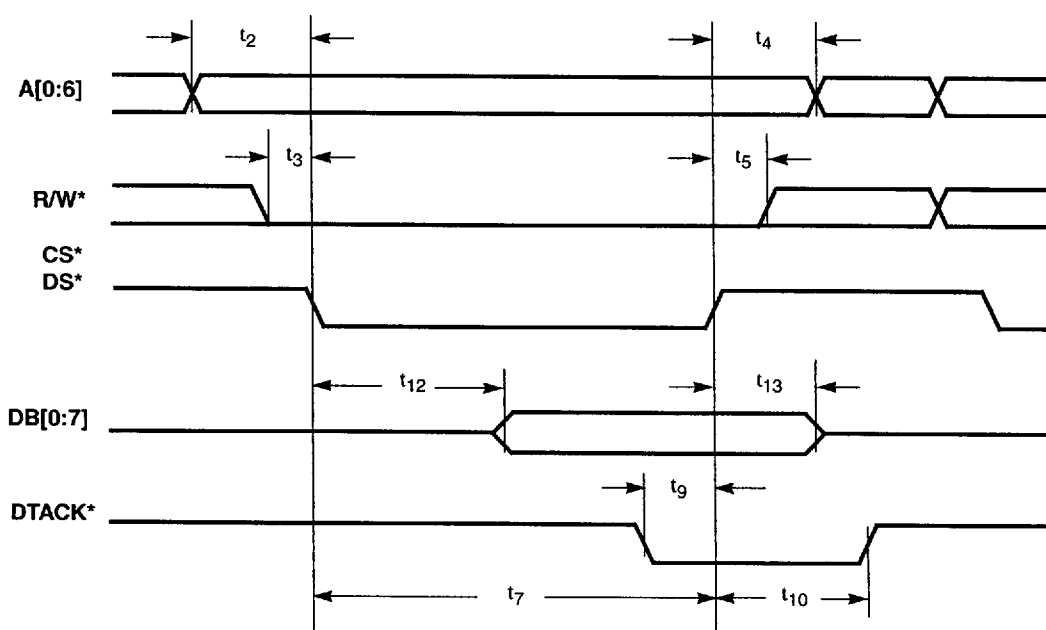 t2 t4
A[0:6]
t3 t5
R/W*
CS*
DS*
t12 t13
DB[0:7]
t9
DTACK*
t7 t10